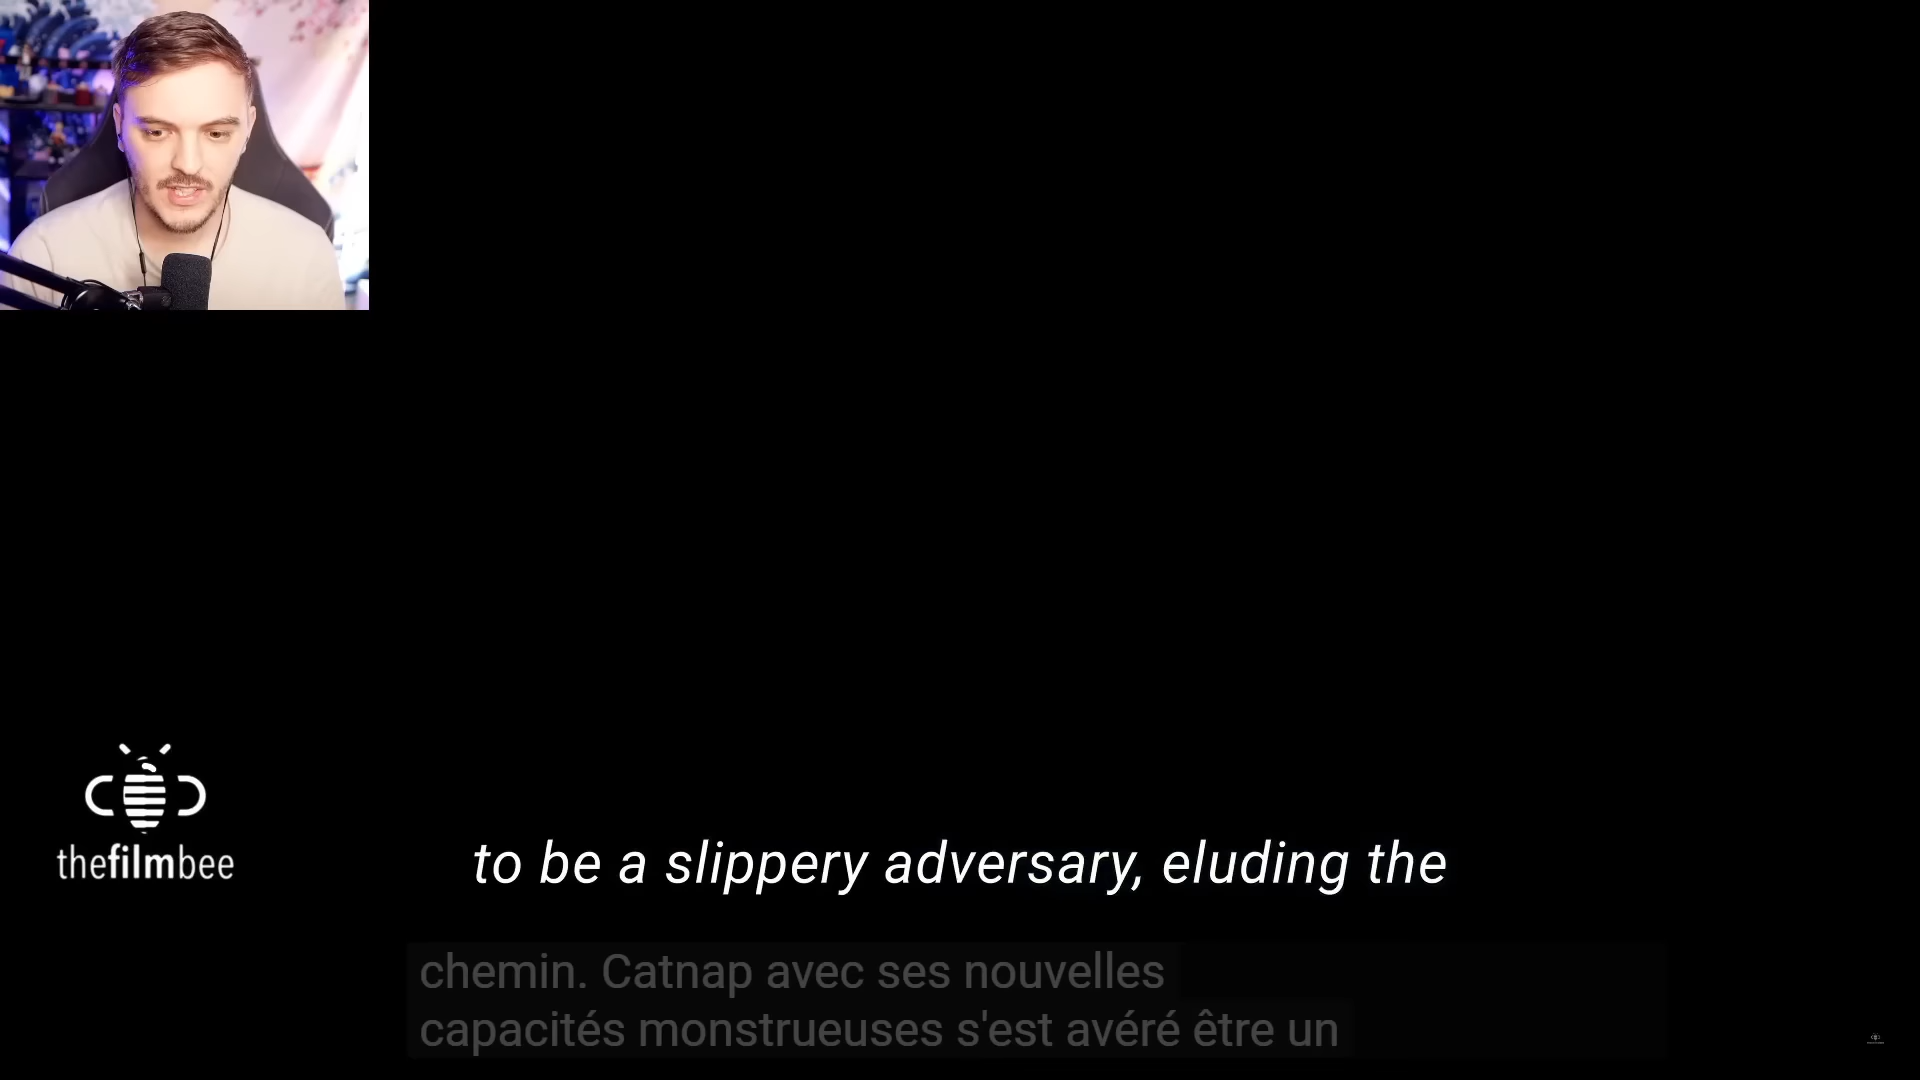 thefilmbee
to be a slippery adversary, eluding the
chemin. Catnap avec ses nouvelles
capacités monstrueuses s'est avéré être un